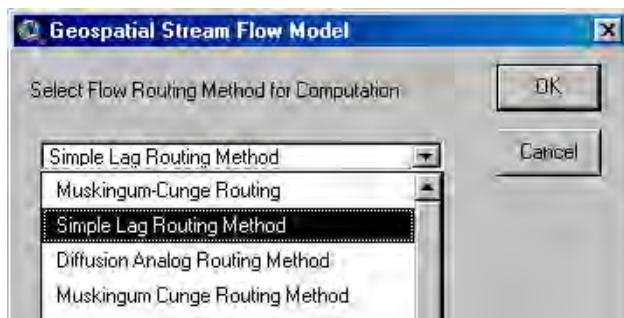 Geospatial Stream Flow Model
Select Flow Routing Method for Computation
OK
Simple Lag Routing Method
Cancel
Muskingum-Cunge Routing
Simple Lag Routing Method
Diffusion Analog Routing Method
Muskingum Cunge Routing Method